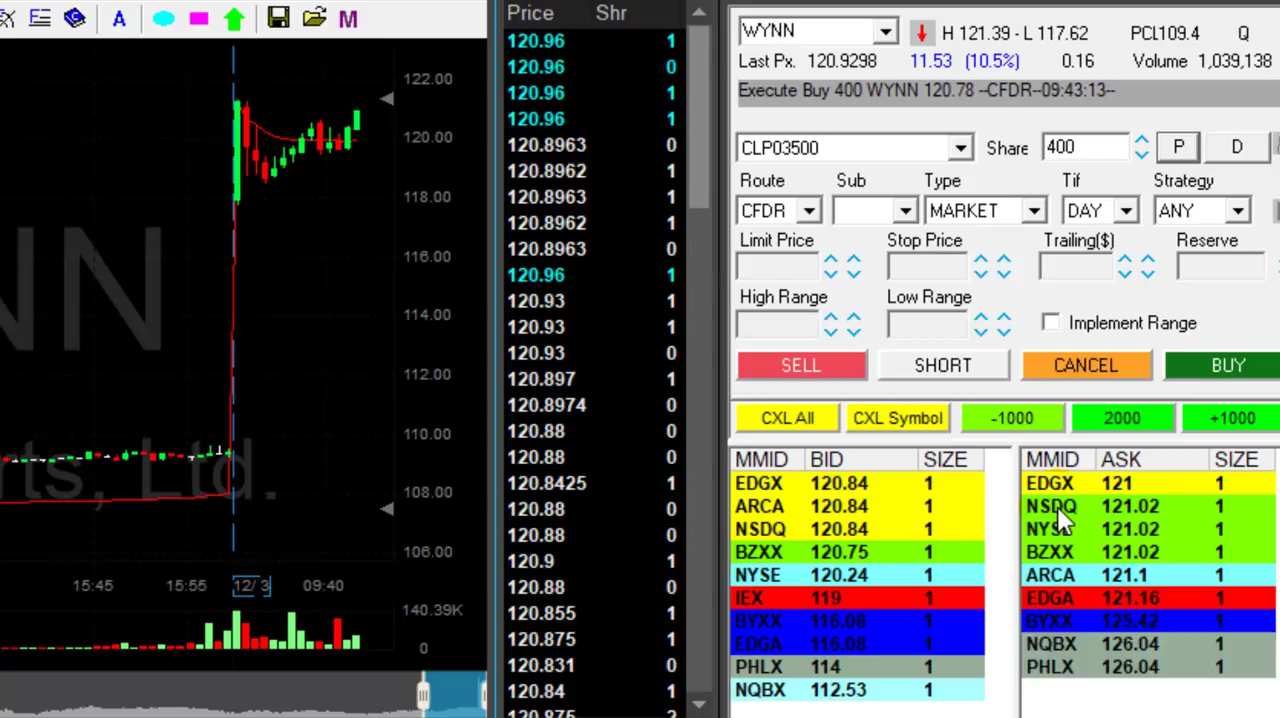 A M
122.00
120.00
118.00
116.00
114.00
112.00
110.00
108.00
106.00
NN
rts, Ltd.
15:45 15:55 12/ 3 09:40
140.39K
0
Price Shr
120.96 1
120.96 0
120.96 1
120.96 1
120.8963 0
120.8962 1
120.8963 1
120.8962 1
120.8963 0
120.96 1
120.93 1
120.93 1
120.93 0
120.897 1
120.8974 0
120.88 0
120.88 0
120.8425 1
120.88 0
120.88 0
120.9 1
120.88 0
120.855 1
120.875 1
120.831 0
120.84 1
120.875 2
WYNN H 121.39 - L 117.62 PCL109.4 Q
Last Px. 120.9298 11.53 (10.5%) 0.16 Volume 1,039,138
Execute Buy 400 WYNN 120.78 --CFDR--09:43:13--
CLP03500 Share 400 P D
Route Sub Type Tif Strategy
CFDR MARKET DAY ANY
Limit Price Stop Price Trailing($) Reserve
High Range Low Range
Implement Range
SELL SHORT CANCEL BUY
CXL All CXL Symbol -1000 2000 +1000
MMID BID SIZE
EDGX 120.84 1
ARCA 120.84 1
NSDQ 120.84 1
BZXX 120.75 1
NYSE 120.24 1
IEX 119 1
BYXX 116.08 1
EDGA 116.08 1
PHLX 114 1
NQBX 112.53 1
MMID ASK SIZE
EDGX 121 1
NSDQ 121.02 1
NYSE 121.02 1
BZXX 121.02 1
ARCA 121.1 1
EDGA 121.16 1
BYXX 125.42 1
NQBX 126.04 1
PHLX 126.04 1